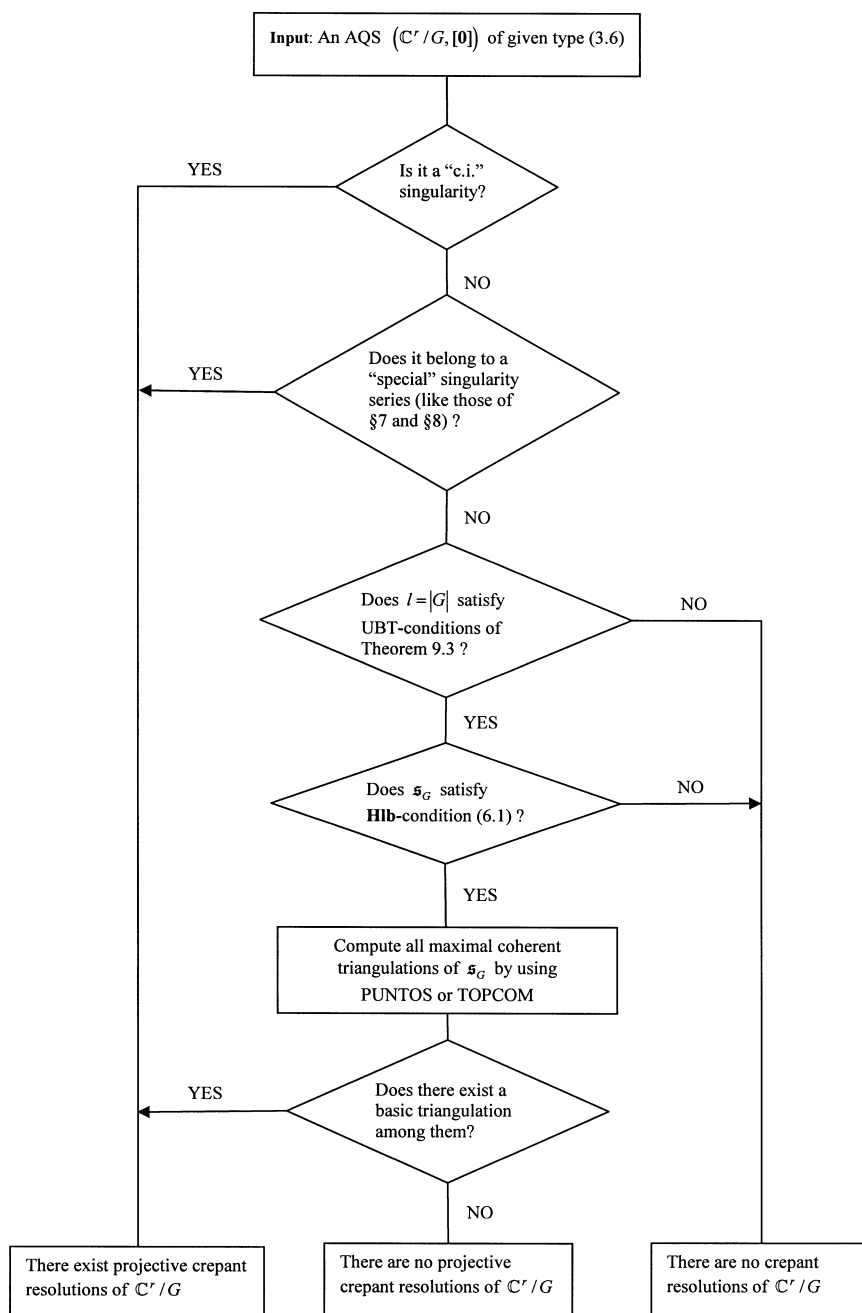 Input: An AQS (ℂʳ/G, [0]) of given type (3.6)
Is it a “c.i.”
singularity?
YES
NO
Does it belong to a
“special” singularity
series (like those of
§7 and §8) ?
YES
NO
Does l = |G| satisfy
UBT-conditions of
Theorem 9.3 ?
NO
YES
Does 𝔰_G satisfy
Hlb-condition (6.1) ?
NO
YES
Compute all maximal coherent
triangulations of 𝔰_G by using
PUNTOS or TOPCOM
Does there exist a
basic triangulation
among them?
YES
NO
There exist projective crepant
resolutions of ℂʳ/G
There are no projective
crepant resolutions of ℂʳ/G
There are no crepant
resolutions of ℂʳ/G